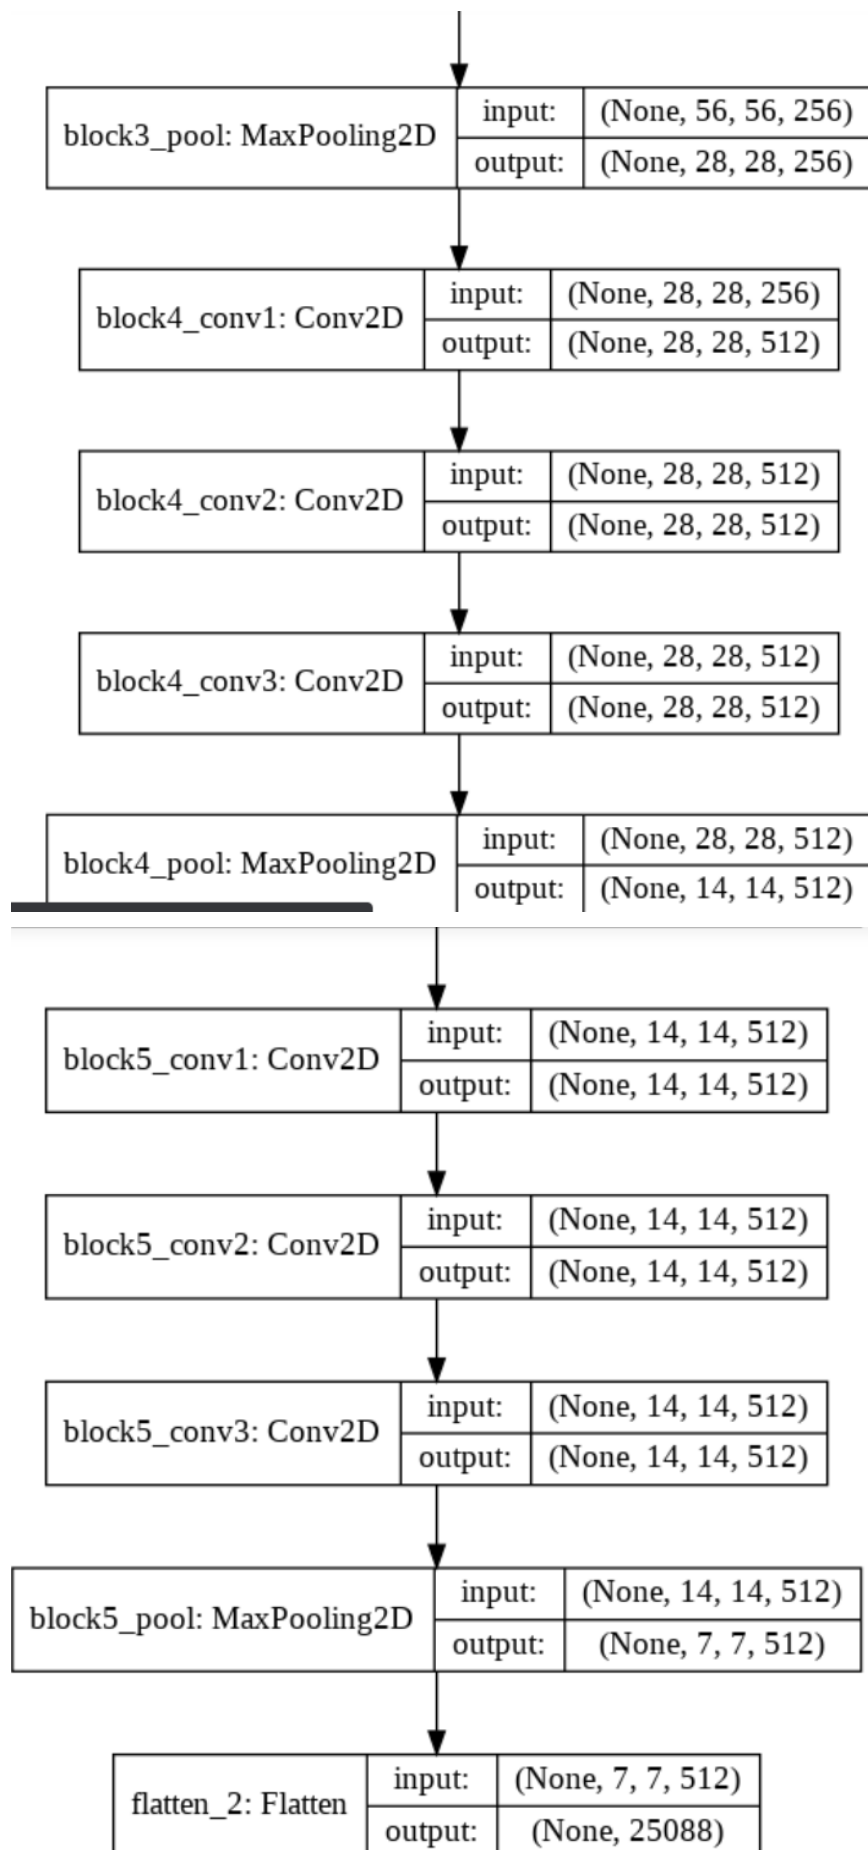 block3_pool: MaxPooling2D
input: (None, 56, 56, 256)
output: (None, 28, 28, 256)
block4_conv1: Conv2D
input: (None, 28, 28, 256)
output: (None, 28, 28, 512)
block4_conv2: Conv2D
input: (None, 28, 28, 512)
output: (None, 28, 28, 512)
block4_conv3: Conv2D
input: (None, 28, 28, 512)
output: (None, 28, 28, 512)
block4_pool: MaxPooling2D
input: (None, 28, 28, 512)
output: (None, 14, 14, 512)
block5_conv1: Conv2D
input: (None, 14, 14, 512)
output: (None, 14, 14, 512)
block5_conv2: Conv2D
input: (None, 14, 14, 512)
output: (None, 14, 14, 512)
block5_conv3: Conv2D
input: (None, 14, 14, 512)
output: (None, 14, 14, 512)
block5_pool: MaxPooling2D
input: (None, 14, 14, 512)
output: (None, 7, 7, 512)
flatten_2: Flatten
input: (None, 7, 7, 512)
output: (None, 25088)